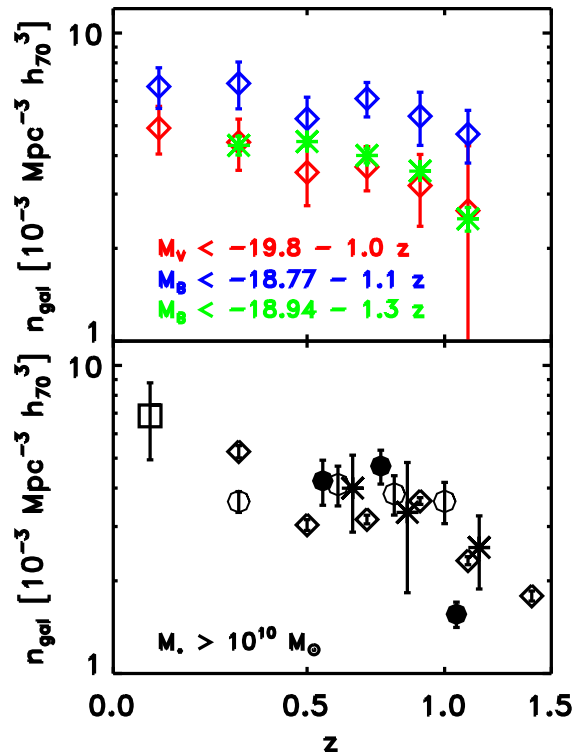 10
n_gal [10^−3 Mpc^−3 h_70^3]
M_V < −19.8 − 1.0 z
M_B < −18.77 − 1.1 z
M_B < −18.94 − 1.3 z
1
10
n_gal [10^−3 Mpc^−3 h_70^3]
M_* > 10^10 M_⊙
1
0.0 0.5 1.0 1.5
z